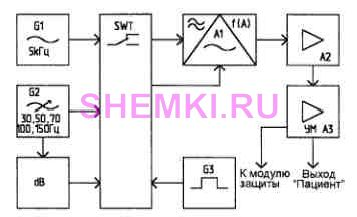 G1
5кГц
SWT
f(A)
A1
A2
G2
30,50,70
100,150Гц
SHEMKI.RU
УМ A3
dB
G3
К модулю
защиты
Выход
"Пациент"